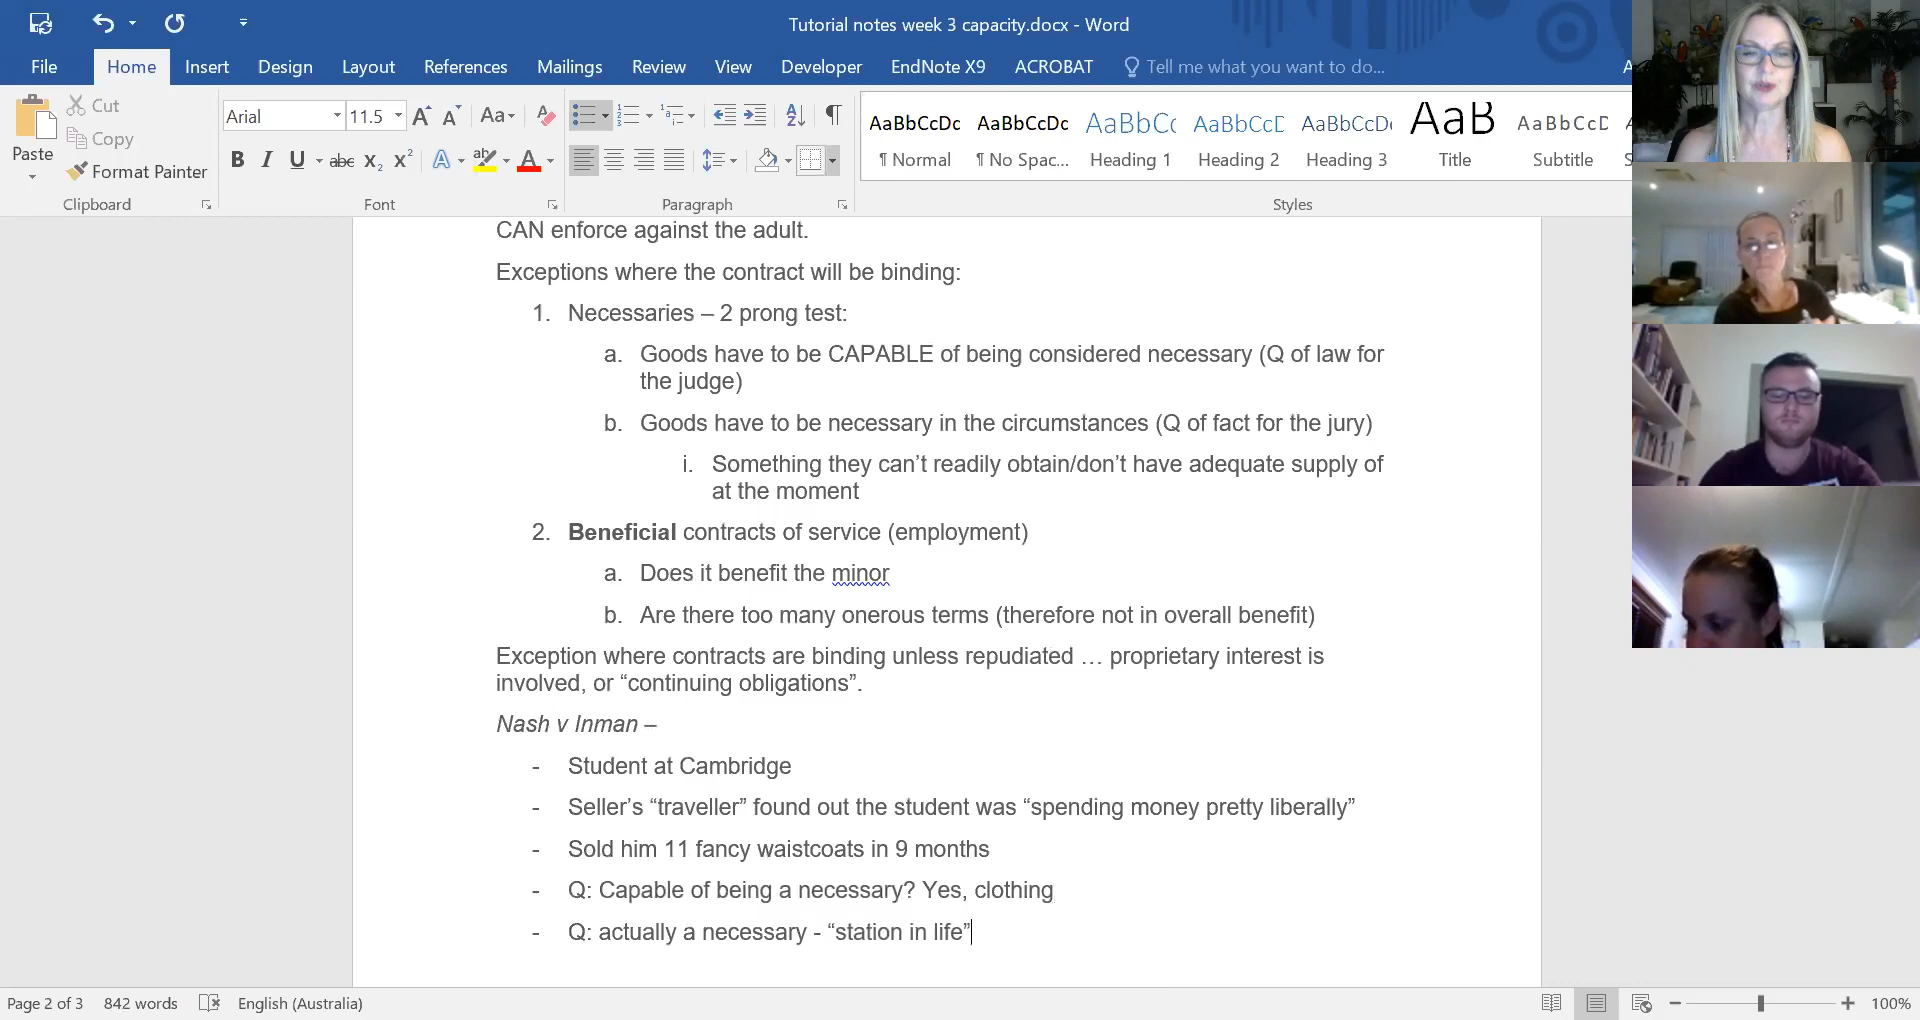 Tutorial notes week 3 capacity.docx - Word
File Home Insert Design Layout References Mailings Review View Developer EndNote X9 ACROBAT Tell me what you want to do...
Paste
Cut
Copy
Format Painter
Arial 11.5
¶ Normal ¶ No Spac... Heading 1 Heading 2 Heading 3 Title Subtitle
Clipboard Font Paragraph Styles
CAN enforce against the adult.
Exceptions where the contract will be binding:
1. Necessaries – 2 prong test:
a. Goods have to be CAPABLE of being considered necessary (Q of law for
the judge)
b. Goods have to be necessary in the circumstances (Q of fact for the jury)
i. Something they can’t readily obtain/don’t have adequate supply of
at the moment
2. Beneficial contracts of service (employment)
a. Does it benefit the minor
b. Are there too many onerous terms (therefore not in overall benefit)
Exception where contracts are binding unless repudiated … proprietary interest is
involved, or “continuing obligations”.
Nash v Inman –
- Student at Cambridge
- Seller’s “traveller” found out the student was “spending money pretty liberally”
- Sold him 11 fancy waistcoats in 9 months
- Q: Capable of being a necessary? Yes, clothing
- Q: actually a necessary - “station in life”
Page 2 of 3 842 words English (Australia) 100%